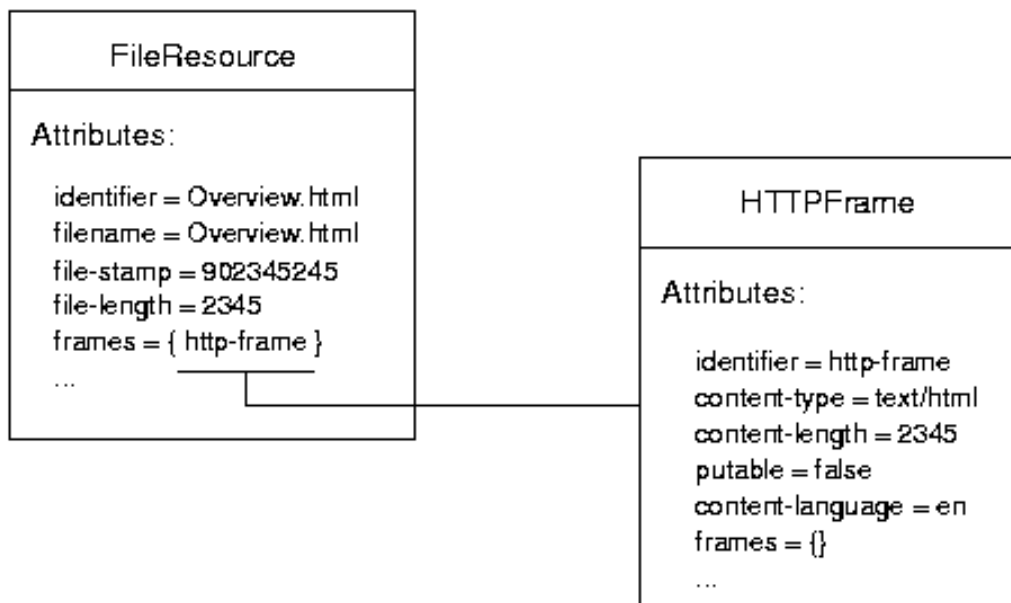 FileResource
Attributes:
identifier = Overview.html
filename = Overview.html
file-stamp = 902345245
file-length = 2345
frames = { http-frame }
...
HTTPFrame
Attributes:
identifier = http-frame
content-type = text/html
content-length = 2345
putable = false
content-language = en
frames = {}
...